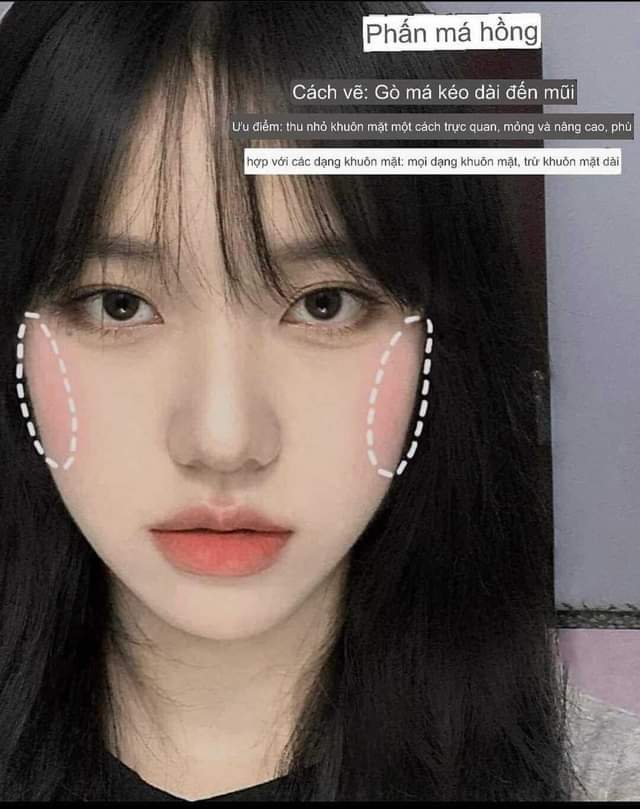 Phấn má hồng
Cách vẽ: Gò má kéo dài đến mũi
Ưu điểm: thu nhỏ khuôn mặt một cách trực quan, mỏng và nâng cao, phù
hợp với các dạng khuôn mặt: mọi dạng khuôn mặt, trừ khuôn mặt dài